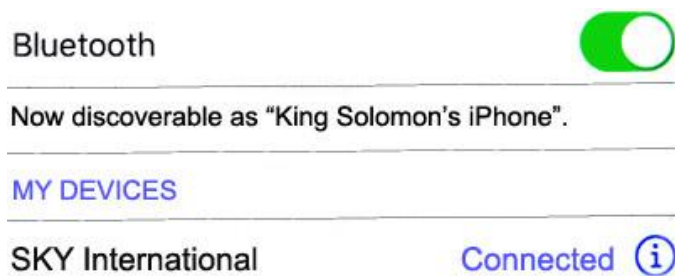 Bluetooth
Now discoverable as “King Solomon’s iPhone”.
MY DEVICES
SKY International Connected i